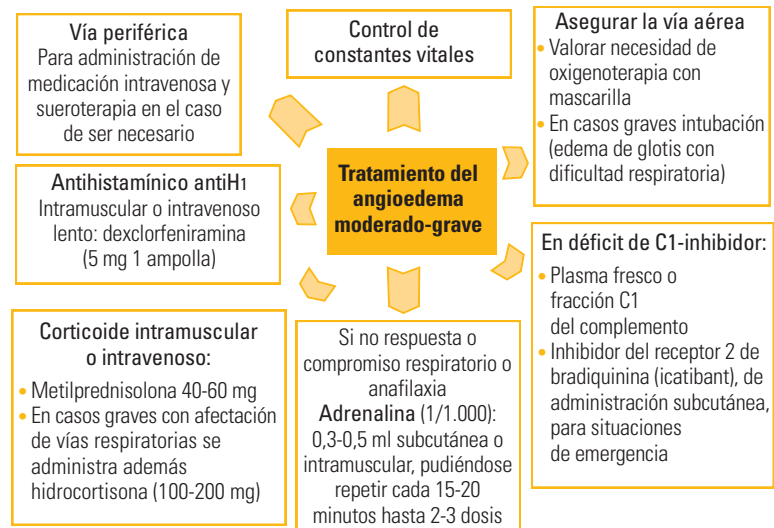 Vía periférica
Para administración de
medicación intravenosa y
sueroterapia en el caso
de ser necesario
Control de
constantes vitales
Asegurar la vía aérea
• Valorar necesidad de
oxigenoterapia con
mascarilla
• En casos graves intubación
(edema de glotis con
dificultad respiratoria)
Antihistamínico antiH1
Intramuscular o intravenoso
lento: dexclorfeniramina
(5 mg 1 ampolla)
Tratamiento del
angioedema
moderado-grave
En déficit de C1-inhibidor:
• Plasma fresco o
fracción C1
del complemento
• Inhibidor del receptor 2 de
bradiquinina (icatibant), de
administración subcutánea,
para situaciones
de emergencia
Corticoide intramuscular
o intravenoso:
• Metilprednisolona 40-60 mg
• En casos graves con afectación
de vías respiratorias se
administra además
hidrocortisona (100-200 mg)
Si no respuesta o
compromiso respiratorio o
anafilaxia
Adrenalina (1/1.000):
0,3-0,5 ml subcutánea o
intramuscular, pudiéndose
repetir cada 15-20
minutos hasta 2-3 dosis